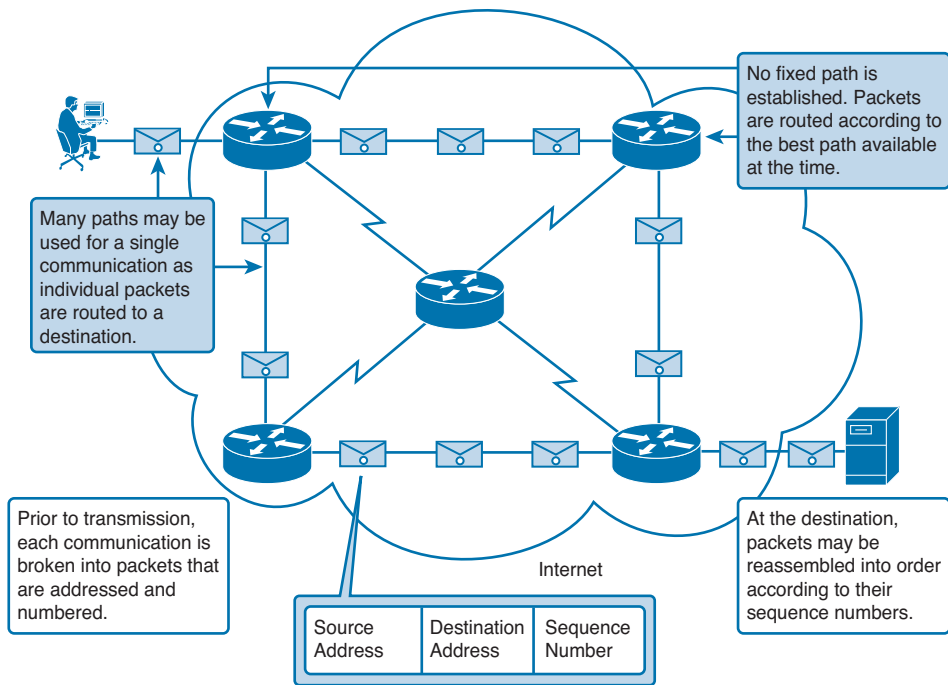 No fixed path is
established. Packets
are routed according to
the best path available
at the time.
Many paths may be
used for a single
communication as
individual packets
are routed to a
destination.
Prior to transmission,
each communication is
broken into packets that
are addressed and
numbered.
At the destination,
packets may be
reassembled into order
according to their
sequence numbers.
Internet
Source
Address
Destination
Address
Sequence
Number